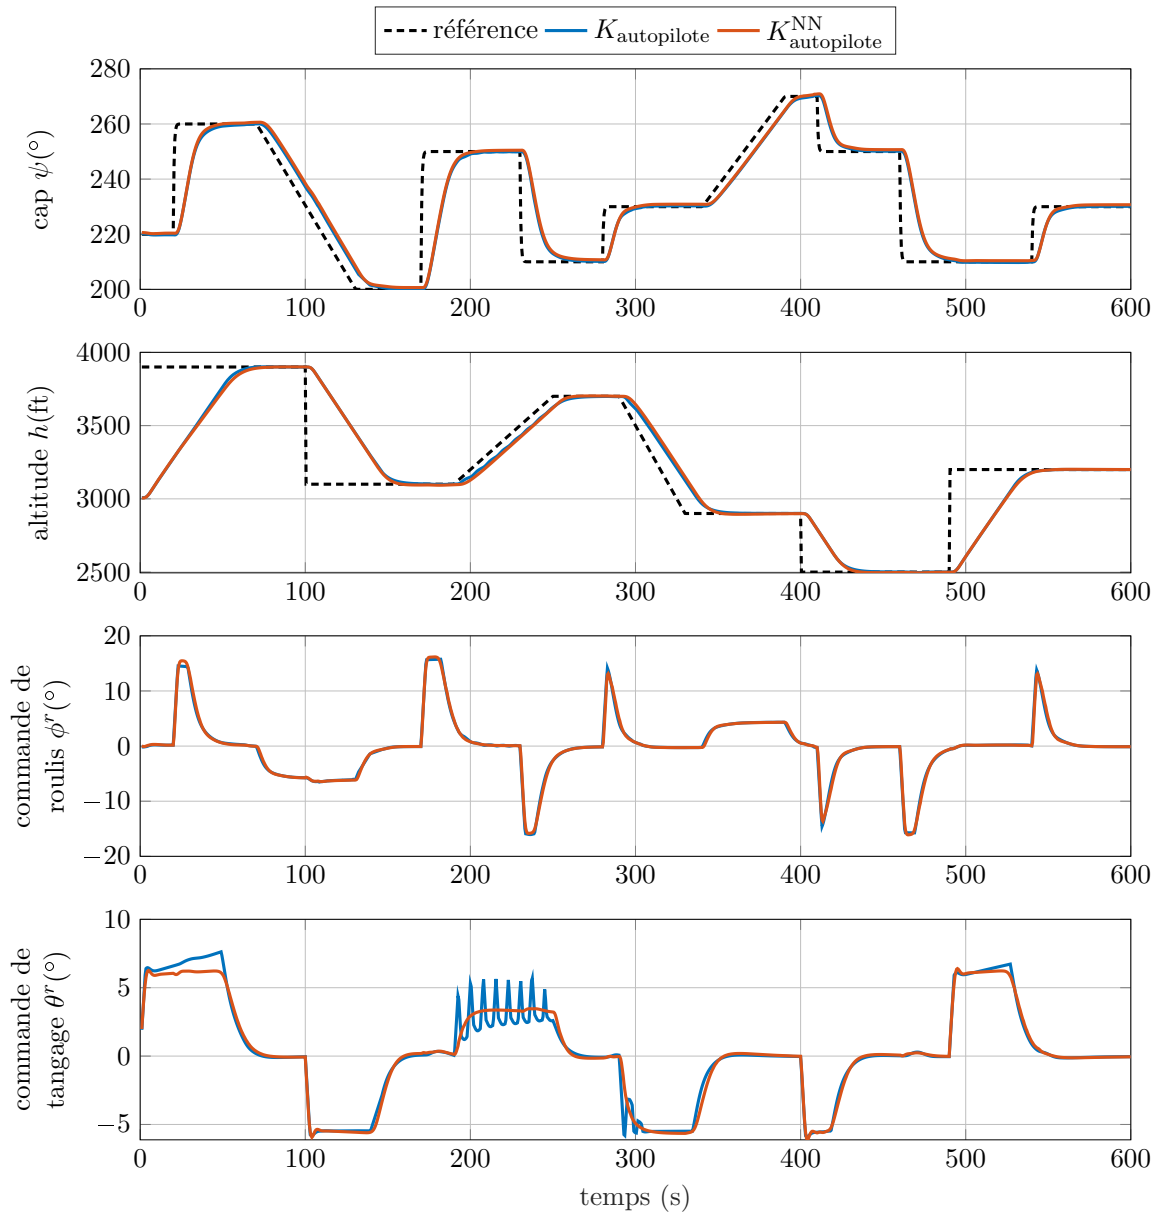 référence K_autopilote K^NN_autopilote
280
260
240
220
200
cap ψ(°)
0 100 200 300 400 500 600
4000
3500
3000
2500
altitude h(ft)
0 100 200 300 400 500 600
20
10
0
−10
−20
commande de
roulis ϕ^r(°)
0 100 200 300 400 500 600
10
5
0
−5
commande de
tangage θ^r(°)
0 100 200 300 400 500 600
temps (s)